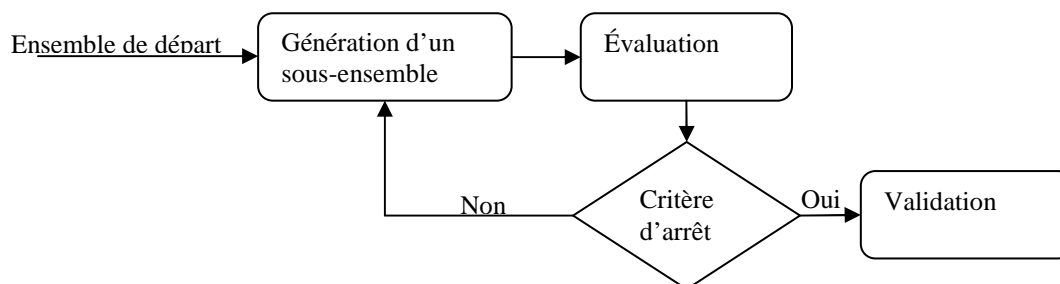 Ensemble de départ
Génération d’un
sous-ensemble
Évaluation
Critère
d’arrêt
Non
Oui
Validation